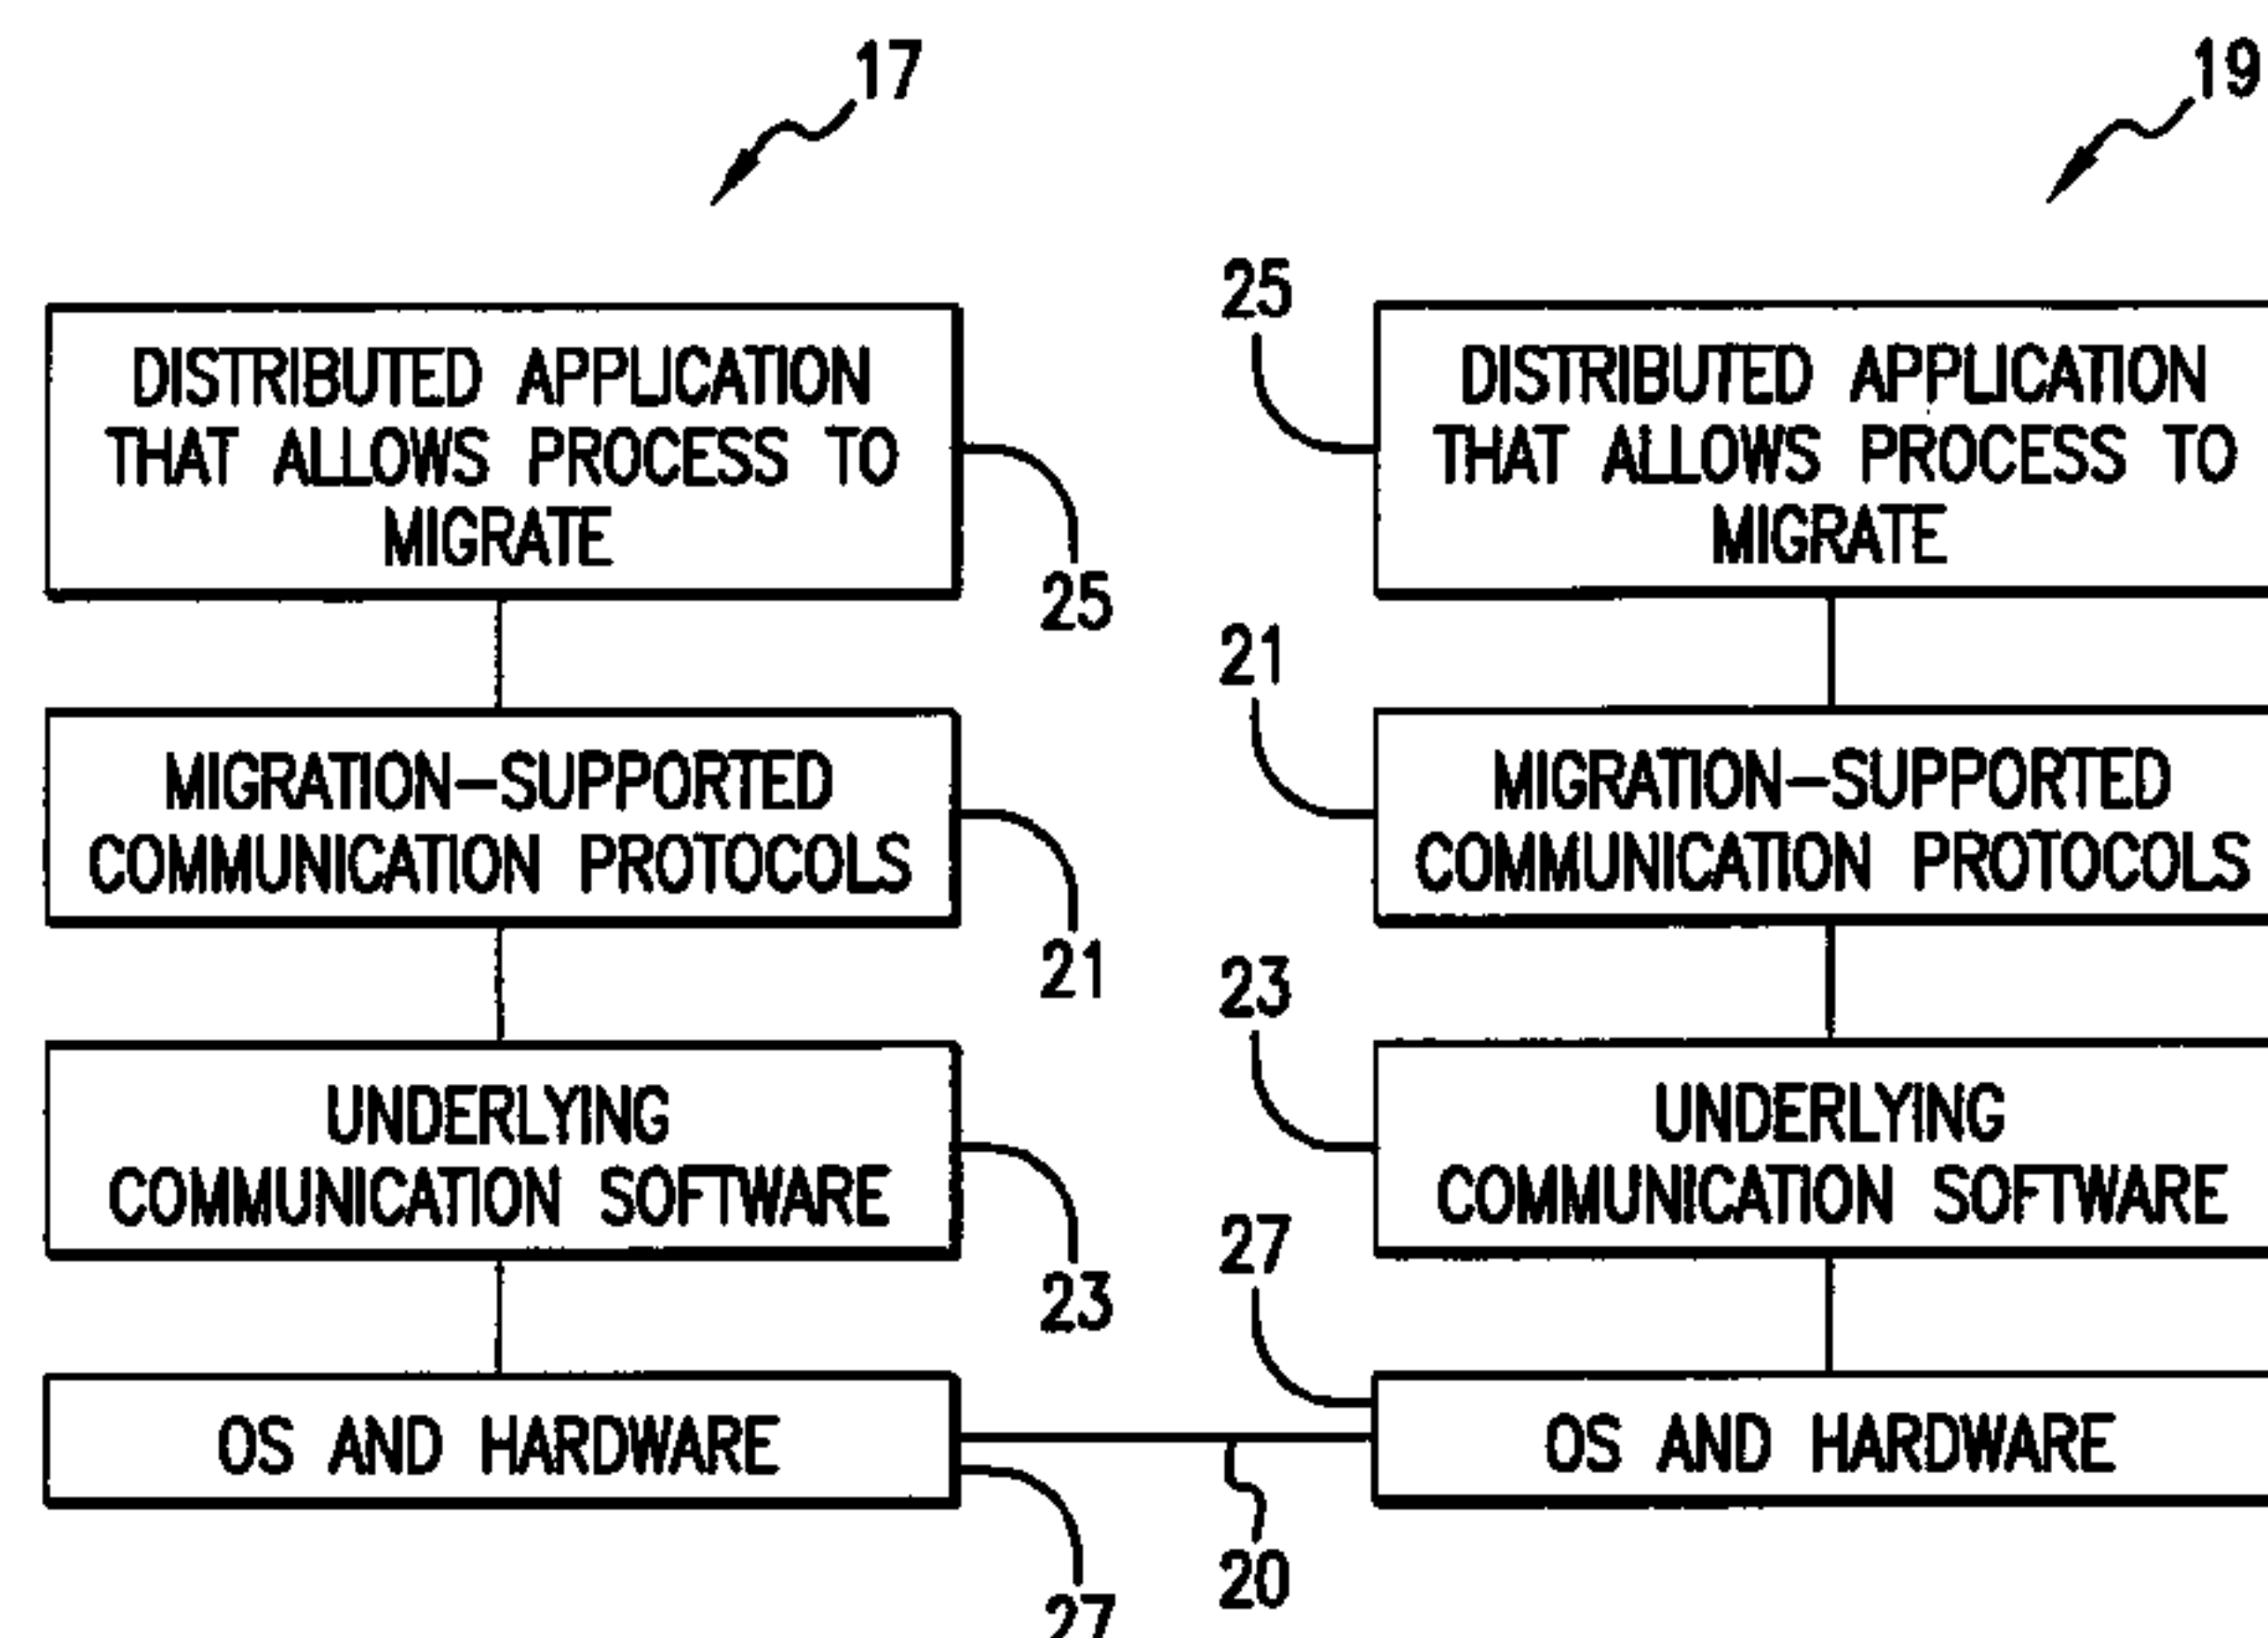 17
19
25
DISTRIBUTED APPLICATION
THAT ALLOWS PROCESS TO
MIGRATE
25
DISTRIBUTED APPLICATION
THAT ALLOWS PROCESS TO
MIGRATE
21
MIGRATION-SUPPORTED
COMMUNICATION PROTOCOLS
21
MIGRATION-SUPPORTED
COMMUNICATION PROTOCOLS
23
UNDERLYING
COMMUNICATION SOFTWARE
23
UNDERLYING
COMMUNICATION SOFTWARE
27
OS AND HARDWARE
27
20
OS AND HARDWARE